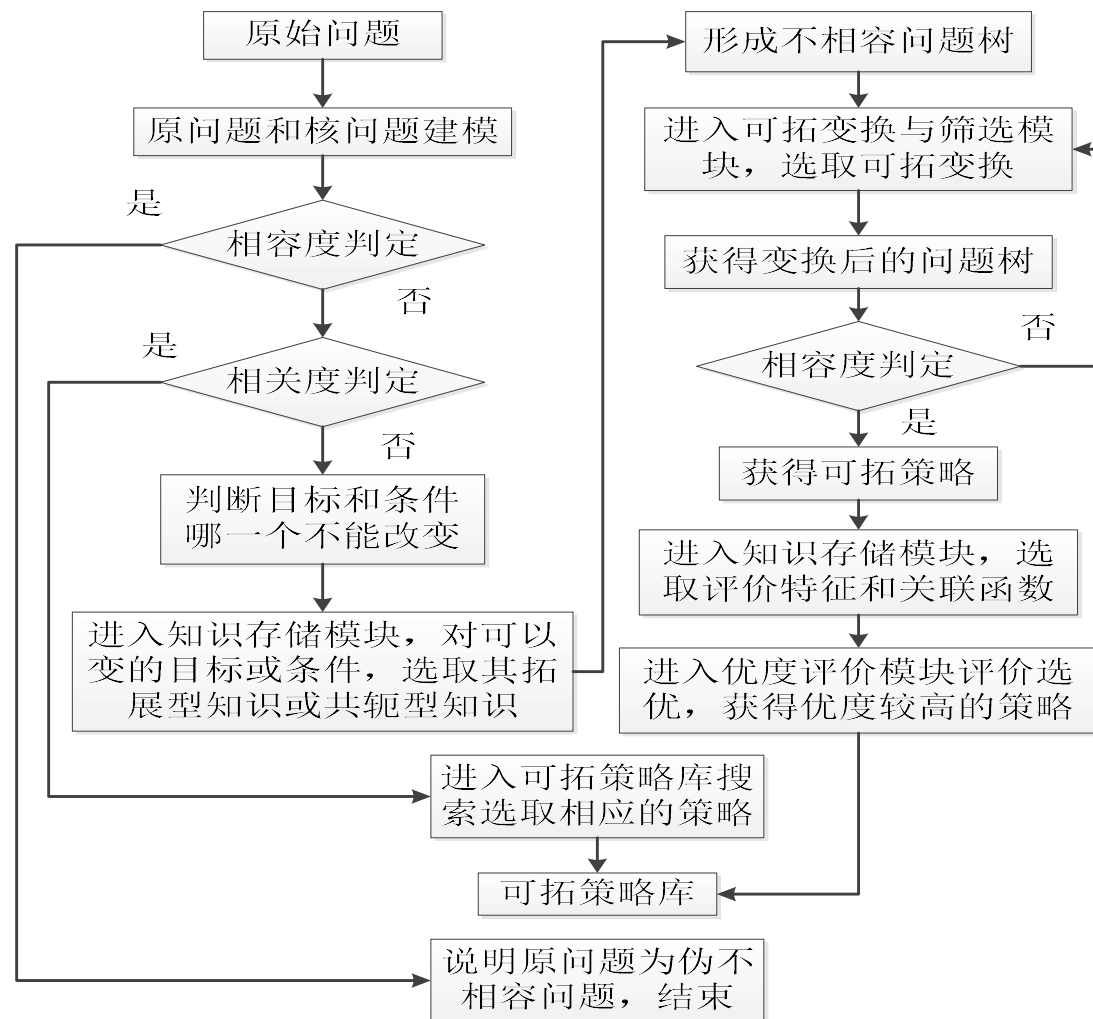 原始问题
原问题和核问题建模
是
相容度判定
否
是
相关度判定
否
判断目标和条件
哪一个不能改变
进入知识存储模块，对可以
变的目标或条件，选取其拓
展型知识或共轭型知识
形成不相容问题树
进入可拓变换与筛选模
块，选取可拓变换
获得变换后的问题树
否
相容度判定
是
获得可拓策略
进入知识存储模块，选
取评价特征和关联函数
进入优度评价模块评价选
优，获得优度较高的策略
进入可拓策略库搜
索选取相应的策略
可拓策略库
说明原问题为伪不
相容问题，结束